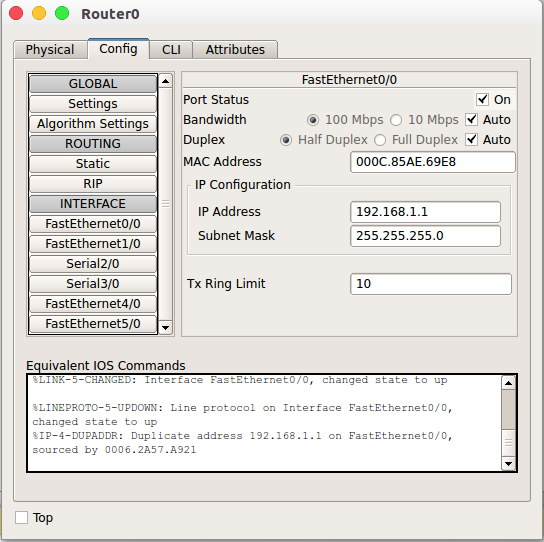 Router0
Physical Config CLI Attributes
GLOBAL
Settings
Algorithm Settings
ROUTING
Static
RIP
INTERFACE
FastEthernet0/0
FastEthernet1/0
Serial2/0
Serial3/0
FastEthernet4/0
FastEthernet5/0
FastEthernet0/0
Port Status On
Bandwidth 100 Mbps 10 Mbps Auto
Duplex Half Duplex Full Duplex Auto
MAC Address 000C.85AE.69E8
IP Configuration
IP Address 192.168.1.1
Subnet Mask 255.255.255.0
Tx Ring Limit 10
Equivalent IOS Commands
%LINK-5-CHANGED: Interface FastEthernet0/0, changed state to up
%LINEPROTO-5-UPDOWN: Line protocol on Interface FastEthernet0/0,
changed state to up
%IP-4-DUPADDR: Duplicate address 192.168.1.1 on FastEthernet0/0,
sourced by 0006.2A57.A921
Top